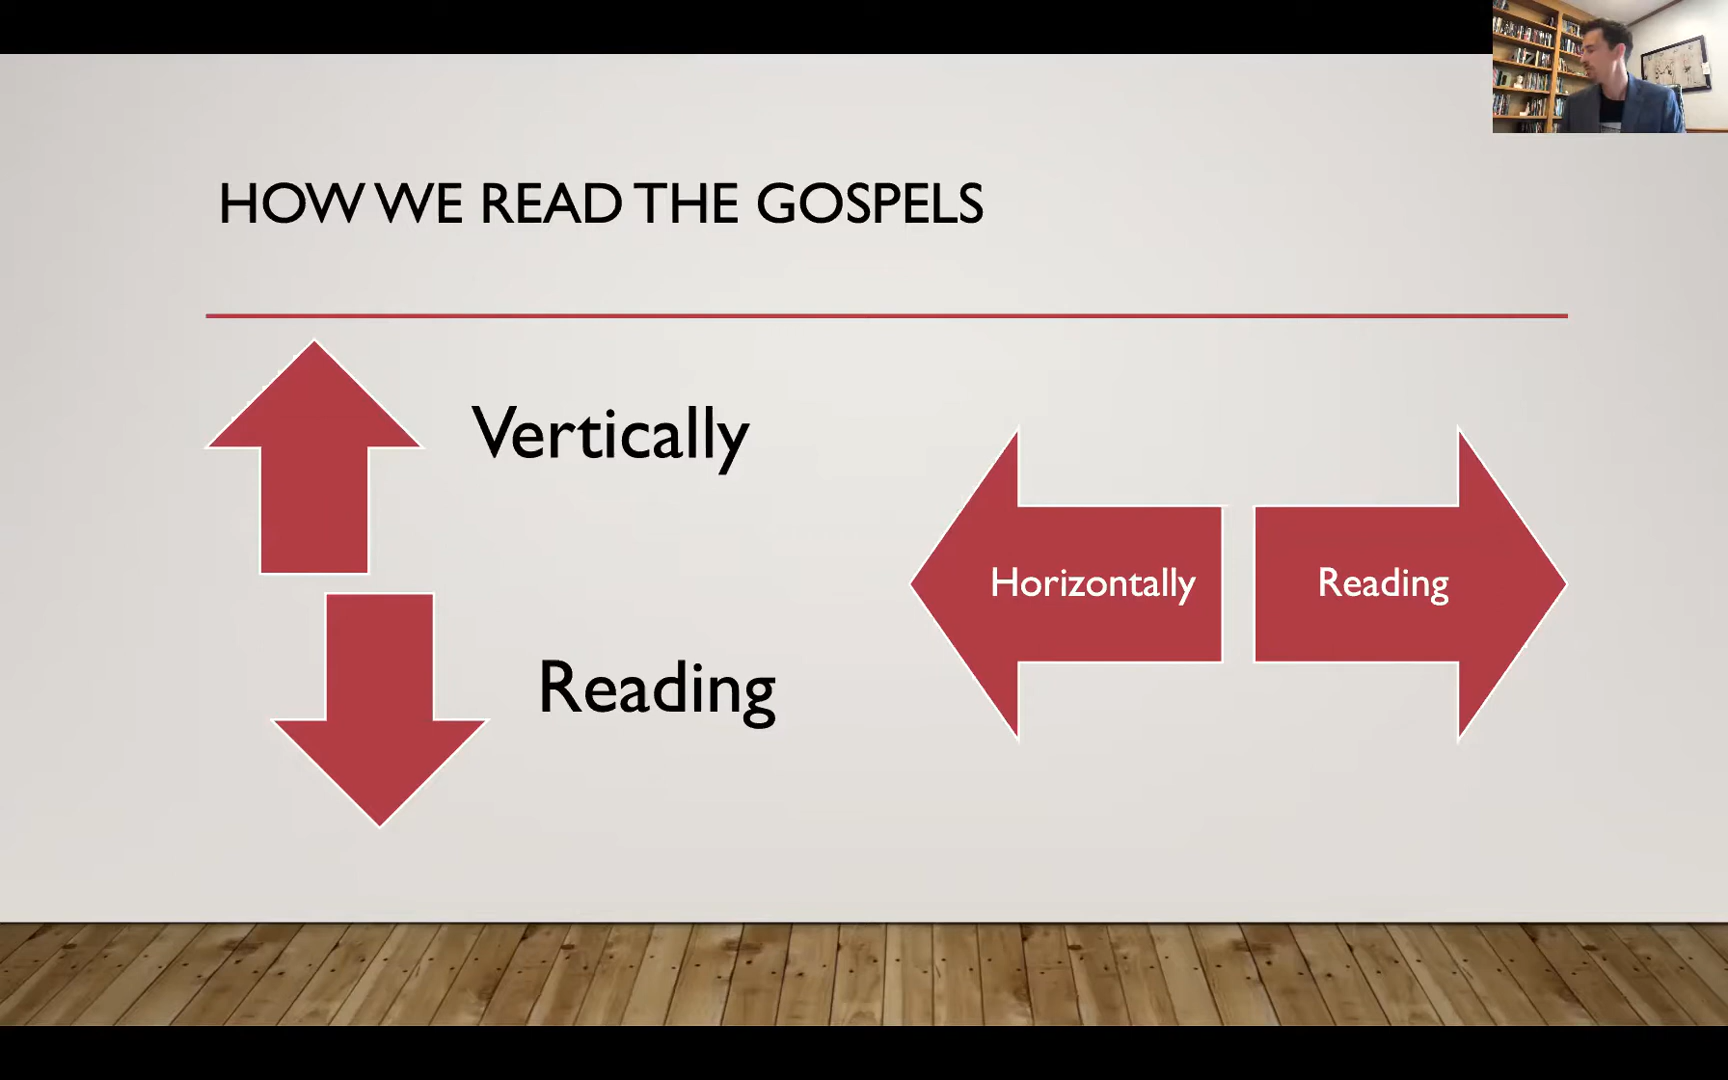 HOW WE READ THE GOSPELS
Vertically
Reading
Horizontally
Reading